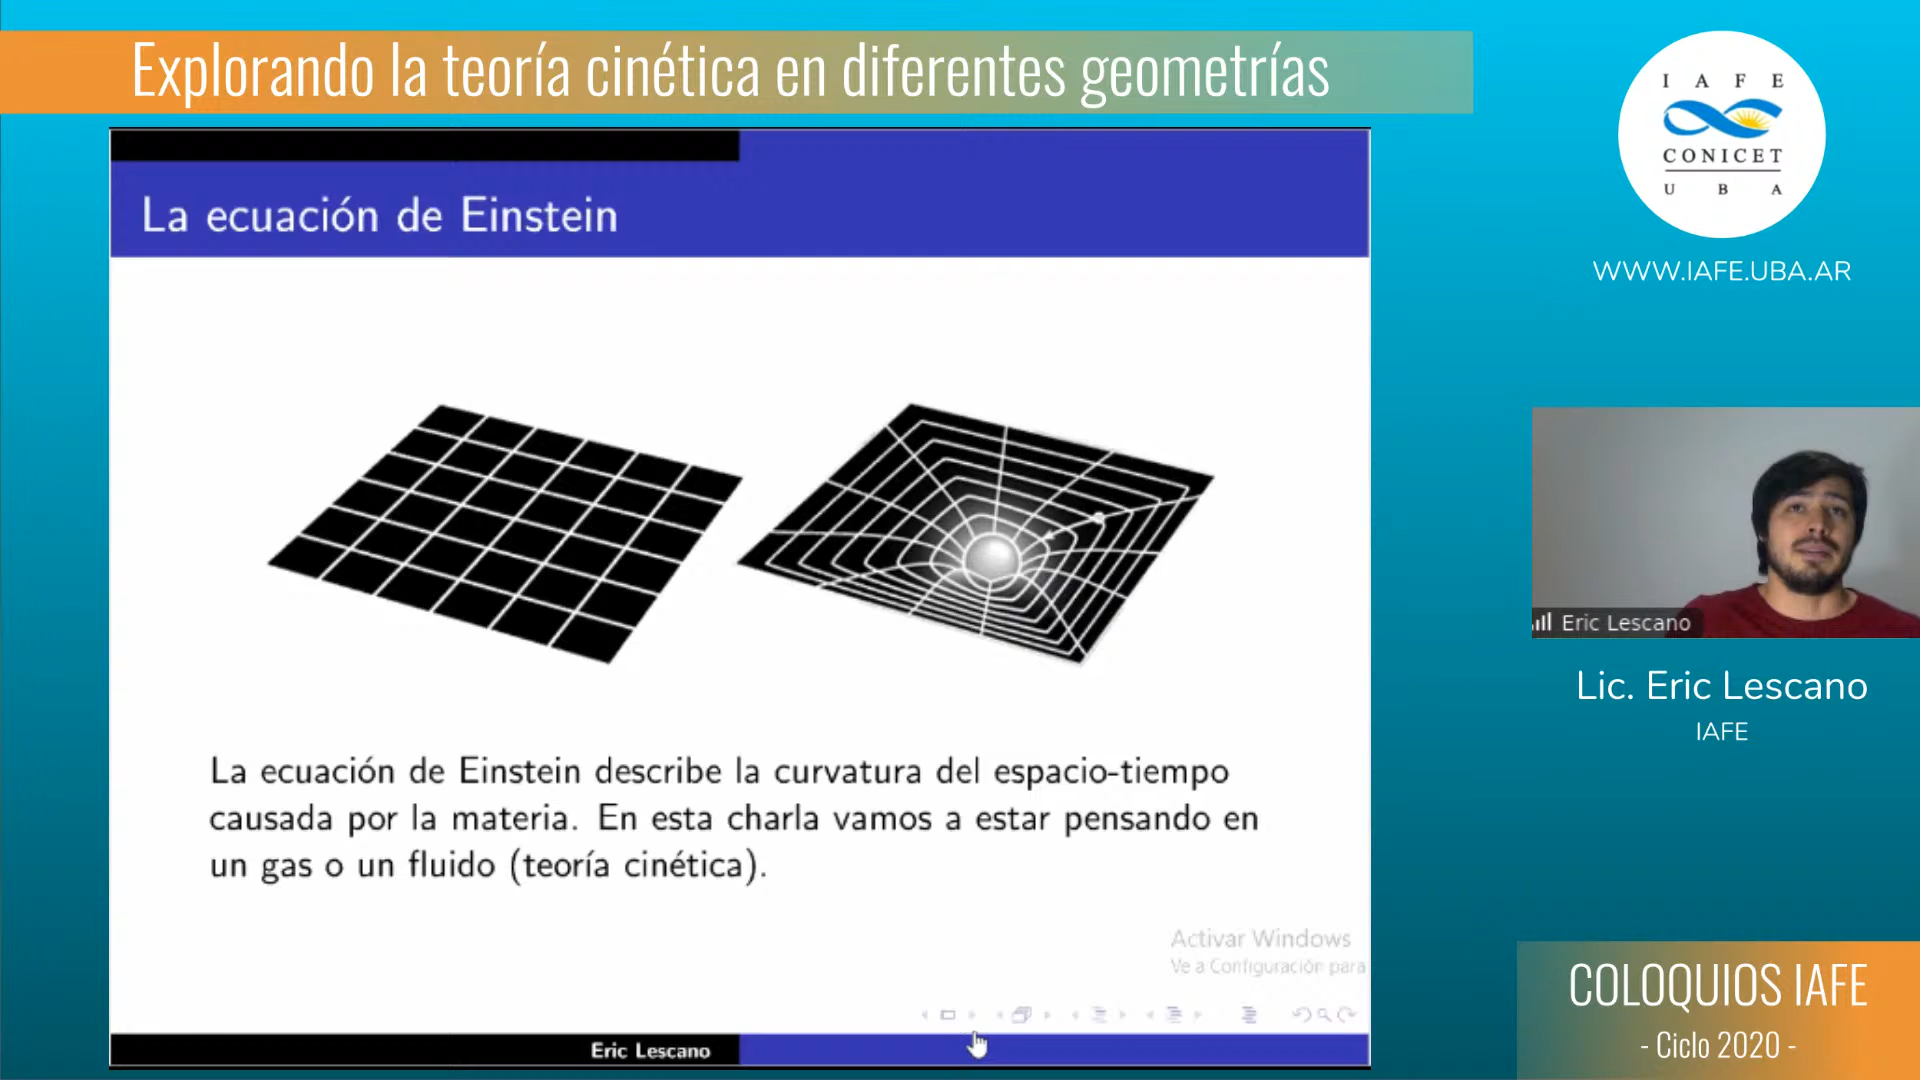 Explorando la teoría cinética en diferentes geometrías
La ecuación de Einstein
La ecuación de Einstein describe la curvatura del espacio-tiempo
causada por la materia. En esta charla vamos a estar pensando en
un gas o un fluido (teoría cinética).
Activar Windows
Ve a Configuración para
Eric Lescano
I A F E
CONICET
U B A
WWW.IAFE.UBA.AR
Eric Lescano
Lic. Eric Lescano
IAFE
COLOQUIOS IAFE
- Ciclo 2020 -